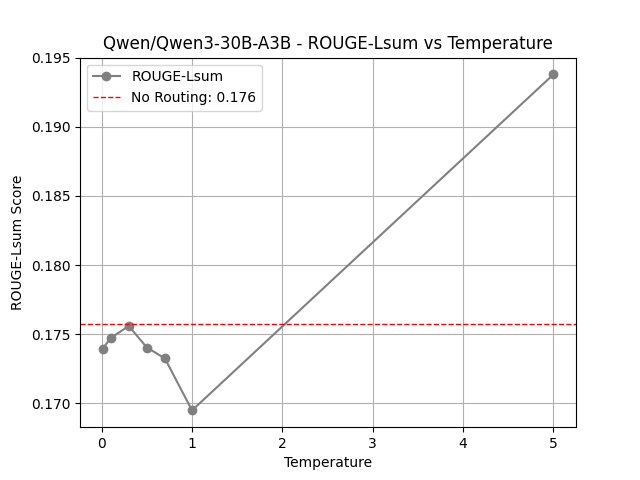 Qwen/Qwen3-30B-A3B - ROUGE-Lsum vs Temperature
ROUGE-Lsum
No Routing: 0.176
ROUGE-Lsum Score
0.195
0.190
0.185
0.180
0.175
0.170
0 1 2 3 4 5
Temperature